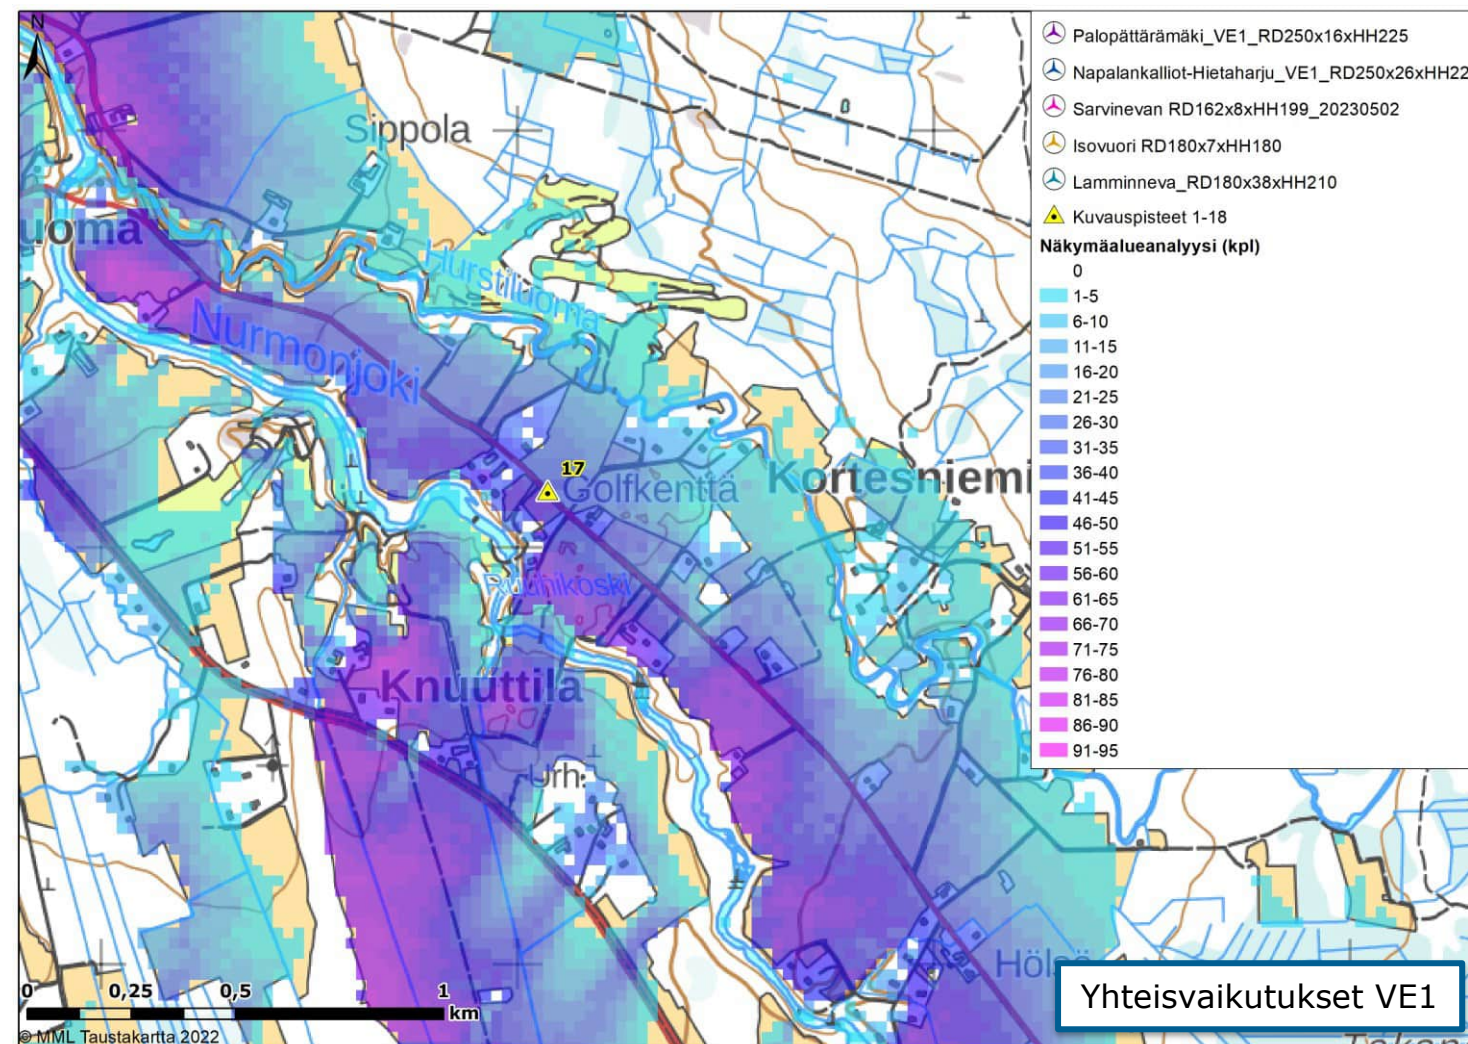 N
Palopättärämäki_VE1_RD250x16xHH225
Napalankalliot-Hietaharju_VE1_RD250x26xHH22
Sarvinevan RD162x8xHH199_20230502
Isovuori RD180x7xHH180
Lamminneva_RD180x38xHH210
Kuvauspisteet 1-18
Näkymäalueanalyysi (kpl)
0
1-5
6-10
11-15
16-20
21-25
26-30
31-35
36-40
41-45
46-50
51-55
56-60
61-65
66-70
71-75
76-80
81-85
86-90
91-95
Sippola
uoma
Hurstiluoma
Nurmonjoki
17
Golfkenttä
Kortesniemi
Ruuhikoski
Knuuttila
Urh.
Hölsö
0 0,25 0,5 1
km
© MML Taustakartta 2022
Yhteisvaikutukset VE1